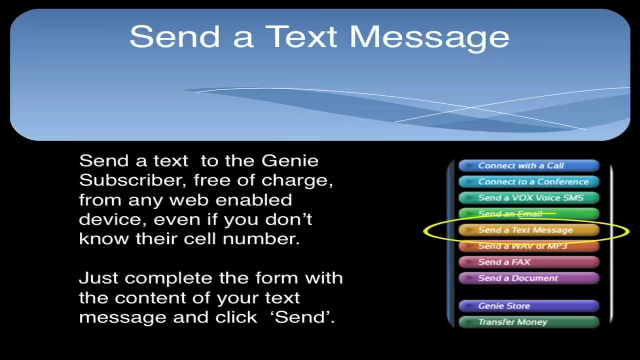 Send a Text Message
Send a text to the Genie
Subscriber, free of charge,
from any web enabled
device, even if you don't
know their cell number.
Just complete the form with
the content of your text
message and click ‘Send’.
Connect with a Call
Connect to a Conference
Send a VOX Voice SMS
Send an Email
Send a Text Message
Send a WAV or MP3
Send a FAX
Send a Document
Genie Store
Transfer Money